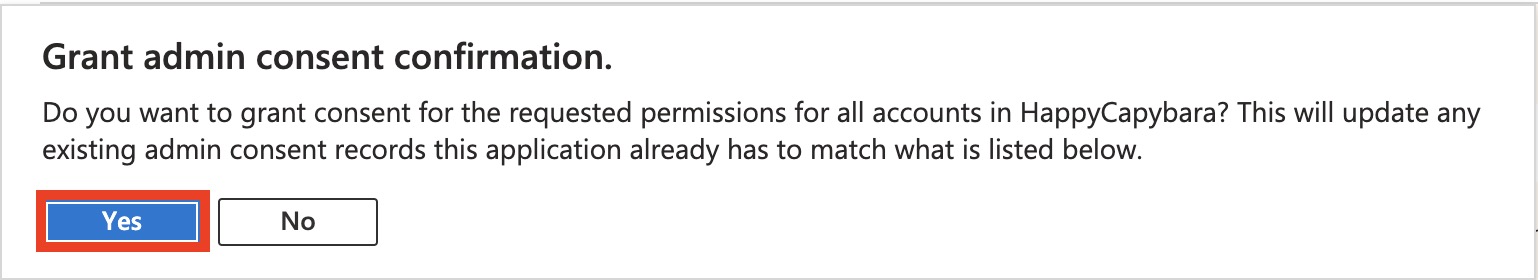 Grant admin consent confirmation.
Do you want to grant consent for the requested permissions for all accounts in HappyCapybara? This will update any
existing admin consent records this application already has to match what is listed below.
Yes
No